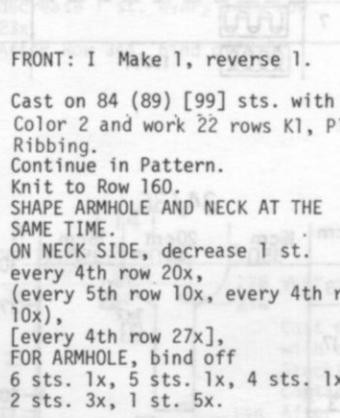 7
FRONT: I Make 1, reverse 1.
Cast on 84 (89) [99] sts. with
Color 2 and work 22 rows K1, P1
Ribbing.
Continue in Pattern.
Knit to Row 160.
SHAPE ARMHOLE AND NECK AT THE
SAME TIME.
ON NECK SIDE, decrease 1 st.
every 4th row 20x,
(every 5th row 10x, every 4th r
10x),
[every 4th row 27x],
FOR ARMHOLE, bind off
6 sts. 1x, 5 sts. 1x, 4 sts. 1x
2 sts. 3x, 1 st. 5x.